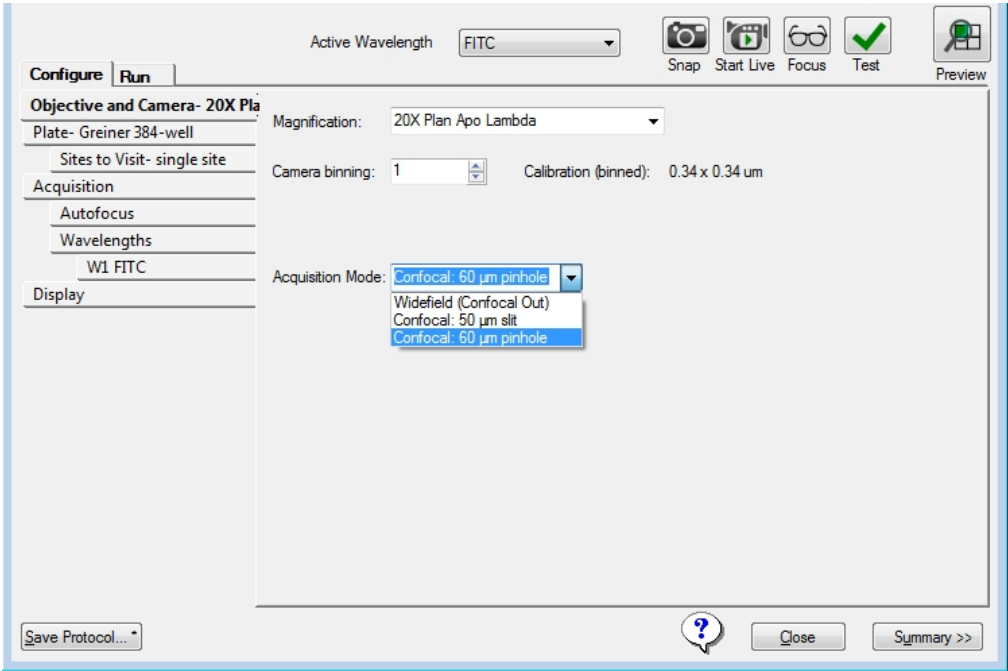 Active Wavelength FITC
Snap Start Live Focus Test Preview
Configure Run
Objective and Camera- 20X Pla
Plate- Greiner 384-well
Sites to Visit- single site
Acquisition
Autofocus
Wavelengths
W1 FITC
Display
Magnification: 20X Plan Apo Lambda
Camera binning: 1 Calibration (binned): 0.34 x 0.34 um
Acquisition Mode: Confocal: 60 µm pinhole
Widefield (Confocal Out)
Confocal: 50 µm slit
Confocal: 60 µm pinhole
Save Protocol... * ? Close Summary >>